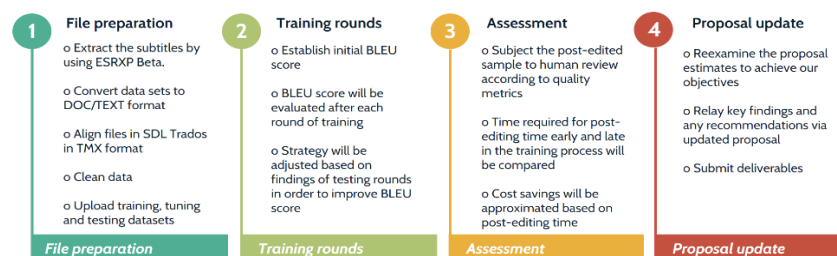 1
File preparation
o Extract the subtitles by
using ESRXP Beta.
o Convert data sets to
DOC/TEXT format
o Align files in SDL Trados
in TMX format
o Clean data
o Upload training, tuning
and testing datasets
File preparation
2
Training rounds
o Establish initial BLEU
score
o BLEU score will be
evaluated after each
round of training
o Strategy will be
adjusted based on
findings of testing rounds
in order to improve BLEU
score
Training rounds
3
Assessment
o Subject the post-edited
sample to human review
according to quality
metrics
o Time required for post-
editing time early and late
in the training process will
be compared
o Cost savings will be
approximated based on
post-editing time
Assessment
4
Proposal update
o Reexamine the proposal
estimates to achieve our
objectives
o Relay key findings and
any recommendations via
updated proposal
o Submit deliverables
Proposal update